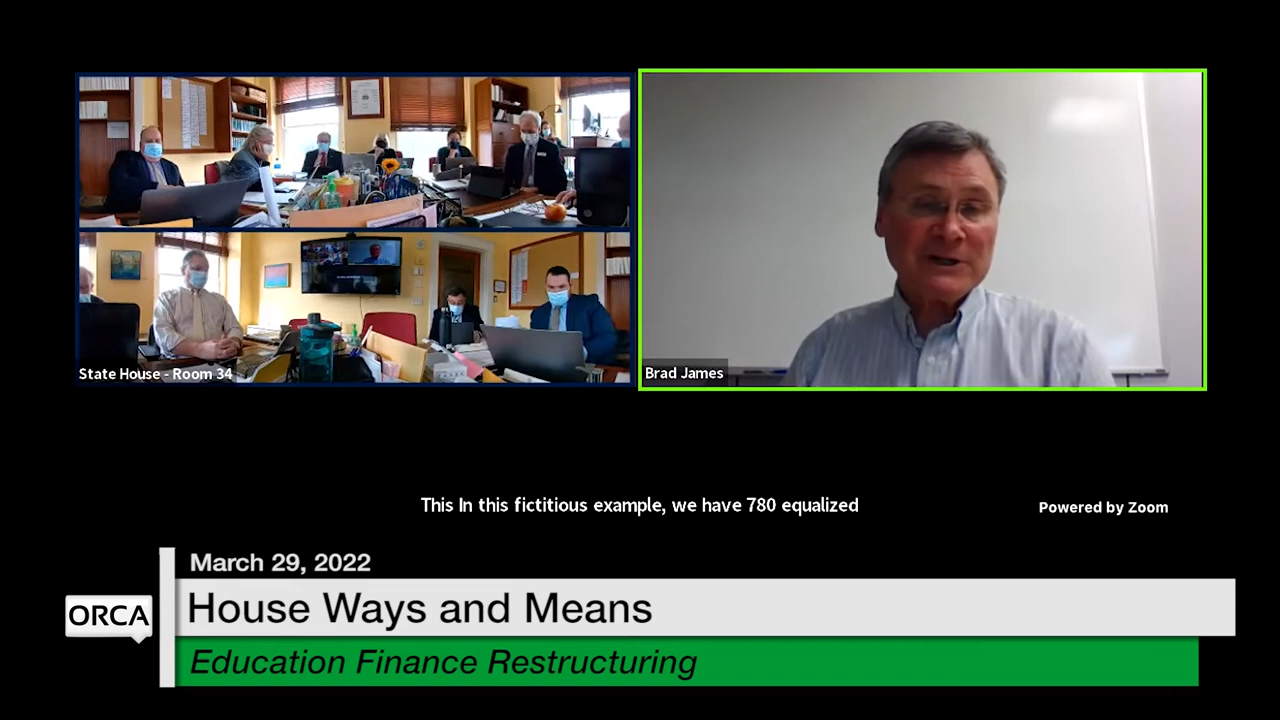 State House - Room 34
Brad James
This In this fictitious example, we have 780 equalized
Powered by Zoom
March 29, 2022
ORCA
House Ways and Means
Education Finance Restructuring